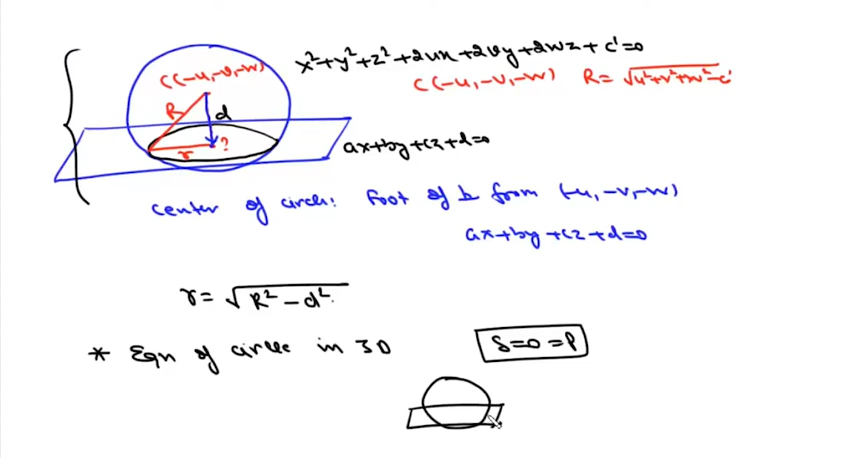 x²+y²+z²+2ux+2vy+2wz+c'=0
C(-u,-v,-w)
C(-u,-v,-w) R=√u²+v²+w²-c'
R d
r ?
ax+by+cz+d=0
center of circle: Foot of ⊥ from (-u,-v,-w)
ax+by+cz+d=0
r=√R²-d²
* Eqn of circle in 3D
S=0=P